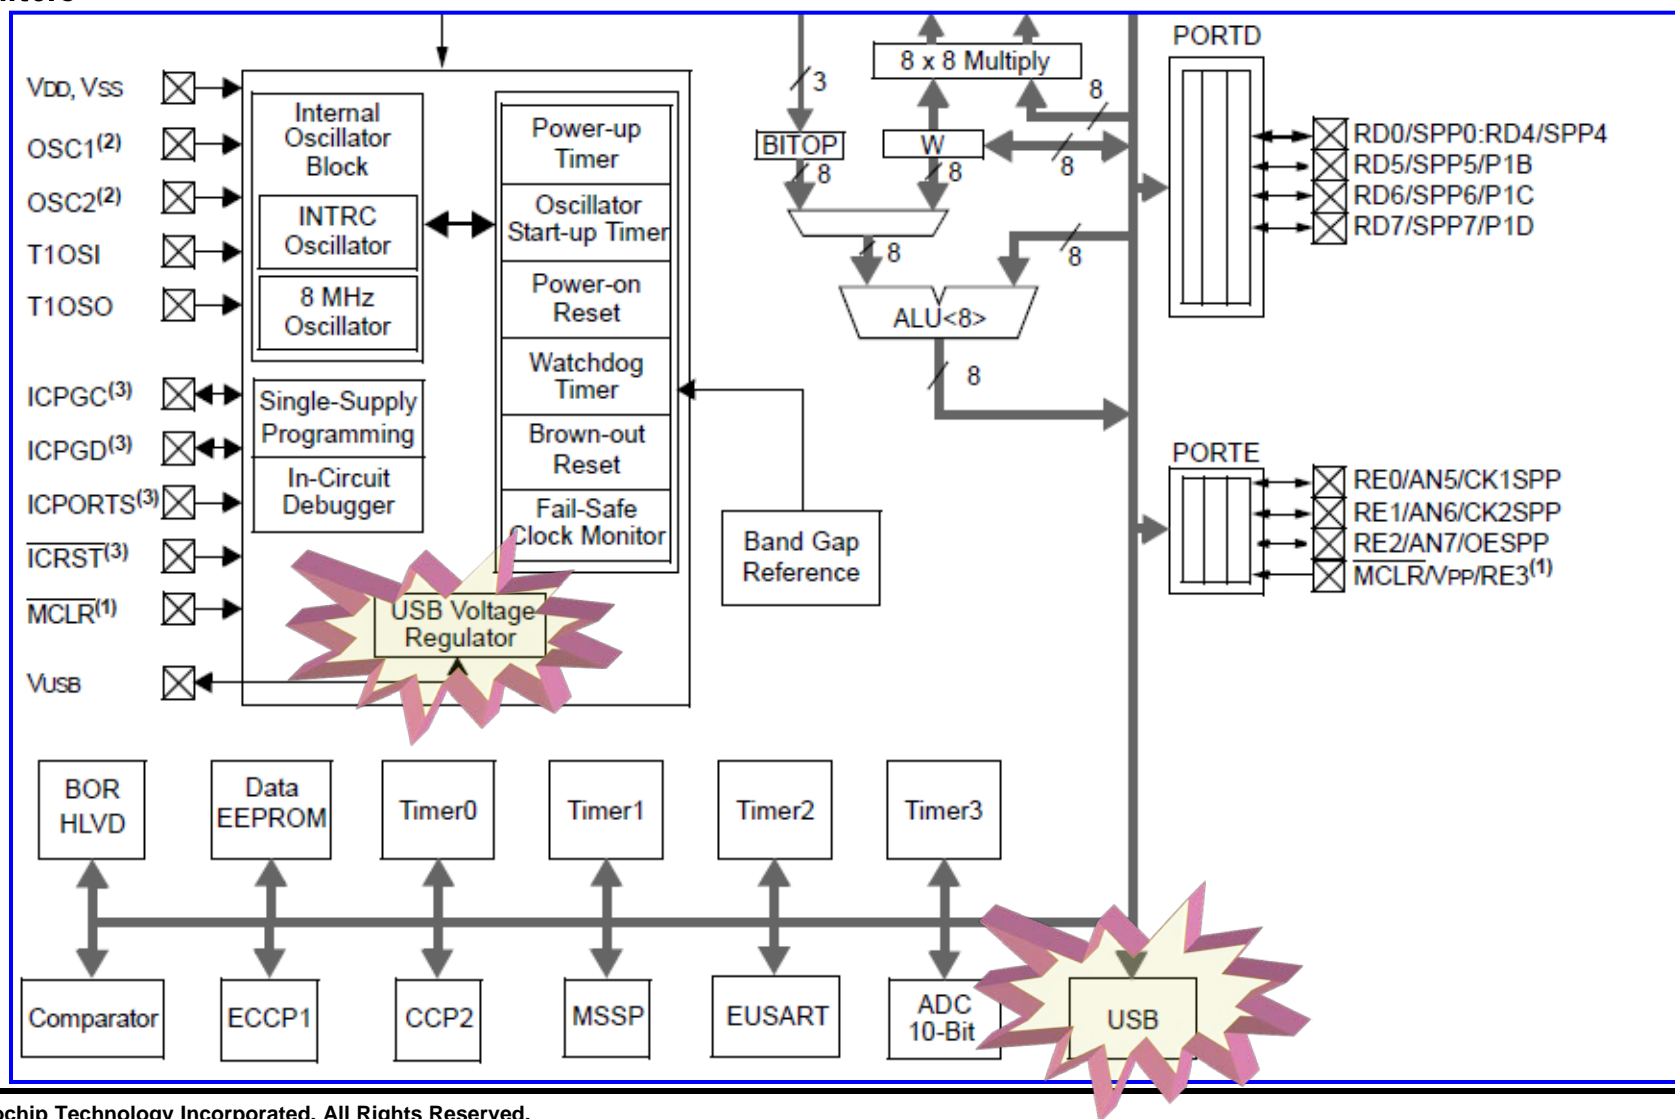 VDD, VSS
OSC1(2)
OSC2(2)
T1OSI
T1OSO
ICPGC(3)
ICPGD(3)
ICPORTS(3)
ICRST(3)
MCLR(1)
VUSB
Internal
Oscillator
Block
INTRC
Oscillator
8 MHz
Oscillator
Single-Supply
Programming
In-Circuit
Debugger
Power-up
Timer
Oscillator
Start-up Timer
Power-on
Reset
Watchdog
Timer
Brown-out
Reset
Fail-Safe
Clock Monitor
USB Voltage
Regulator
Band Gap
Reference
3
8 x 8 Multiply
8
BITOP
W
8
8
8
8
8
ALU<8>
8
PORTD
RD0/SPP0:RD4/SPP4
RD5/SPP5/P1B
RD6/SPP6/P1C
RD7/SPP7/P1D
PORTE
RE0/AN5/CK1SPP
RE1/AN6/CK2SPP
RE2/AN7/OESPP
MCLR/VPP/RE3(1)
BOR
HLVD
Data
EEPROM
Timer0
Timer1
Timer2
Timer3
Comparator
ECCP1
CCP2
MSSP
EUSART
ADC
10-Bit
USB
ochip Technology Incorporated. All Rights Reserved.